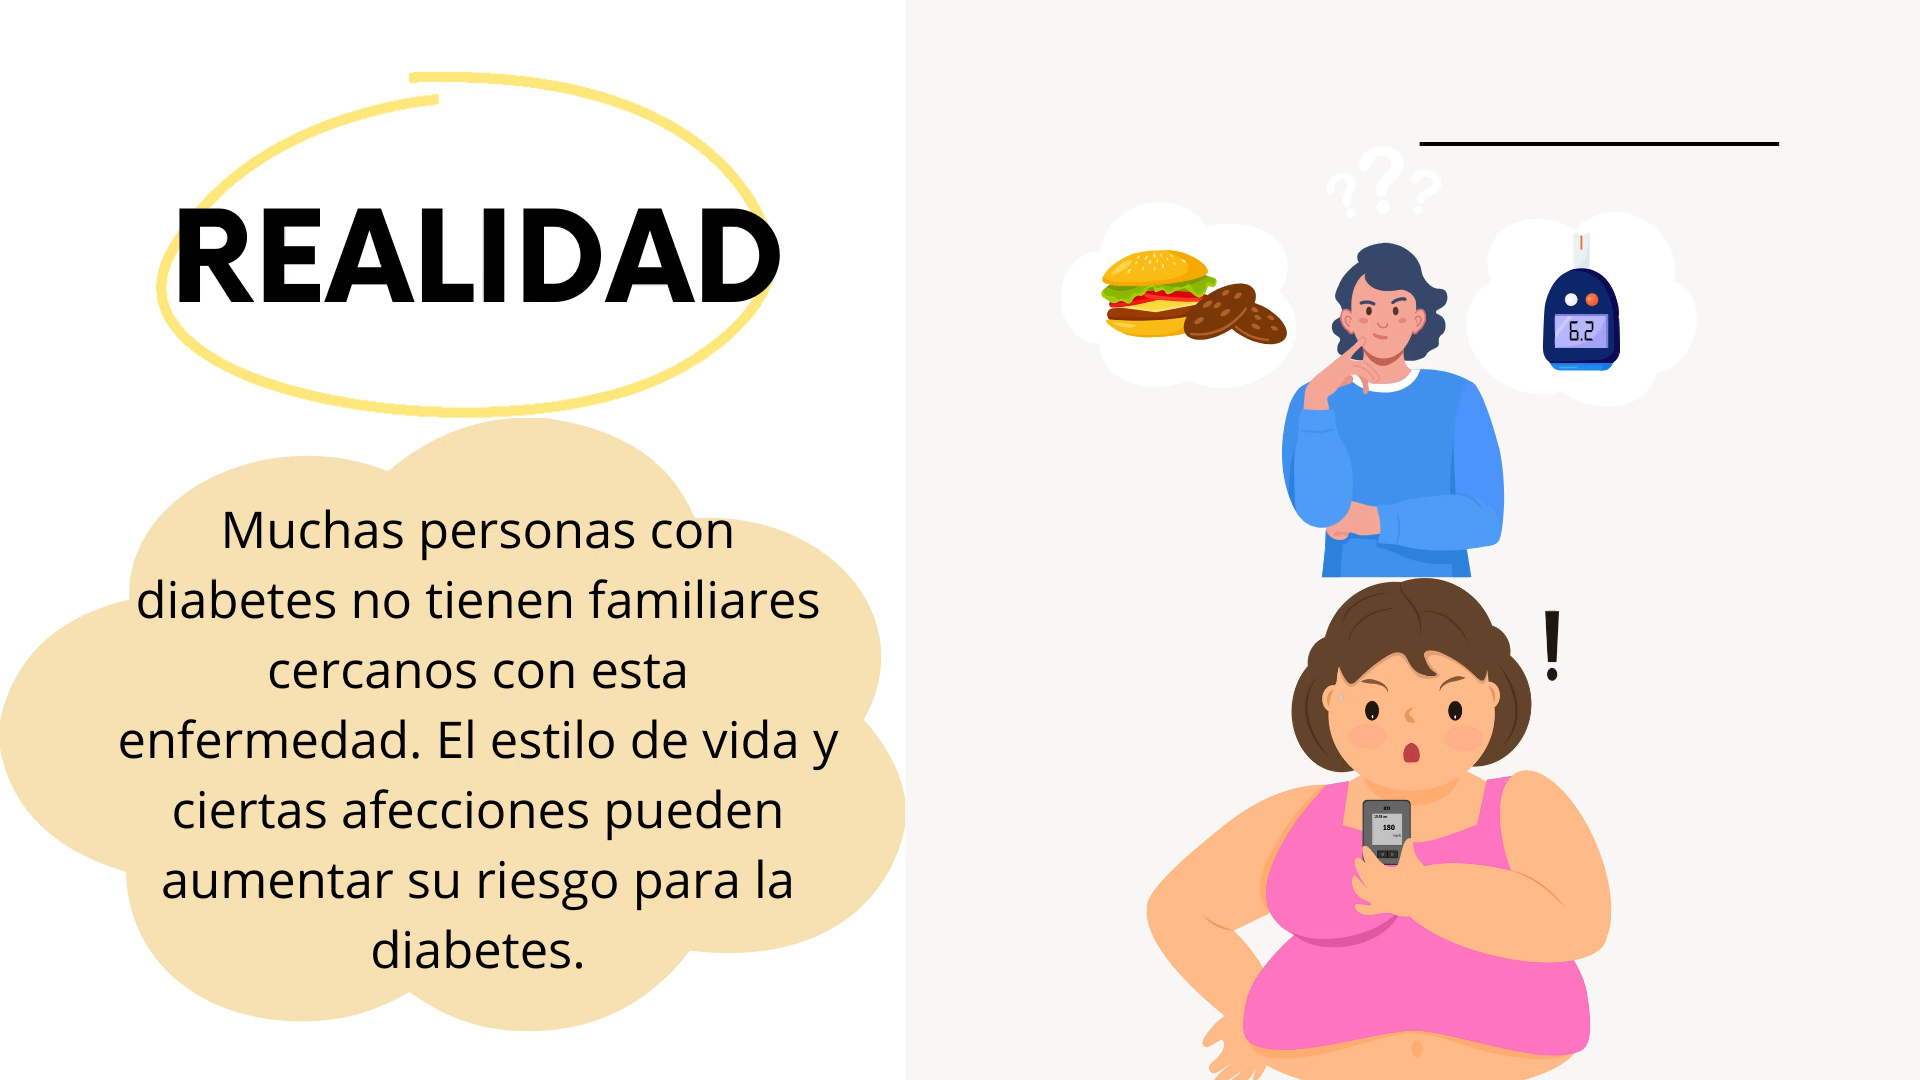 REALIDAD
Muchas personas con
diabetes no tienen familiares
cercanos con esta
enfermedad. El estilo de vida y
ciertas afecciones pueden
aumentar su riesgo para la
diabetes.
???
6.2
!
180